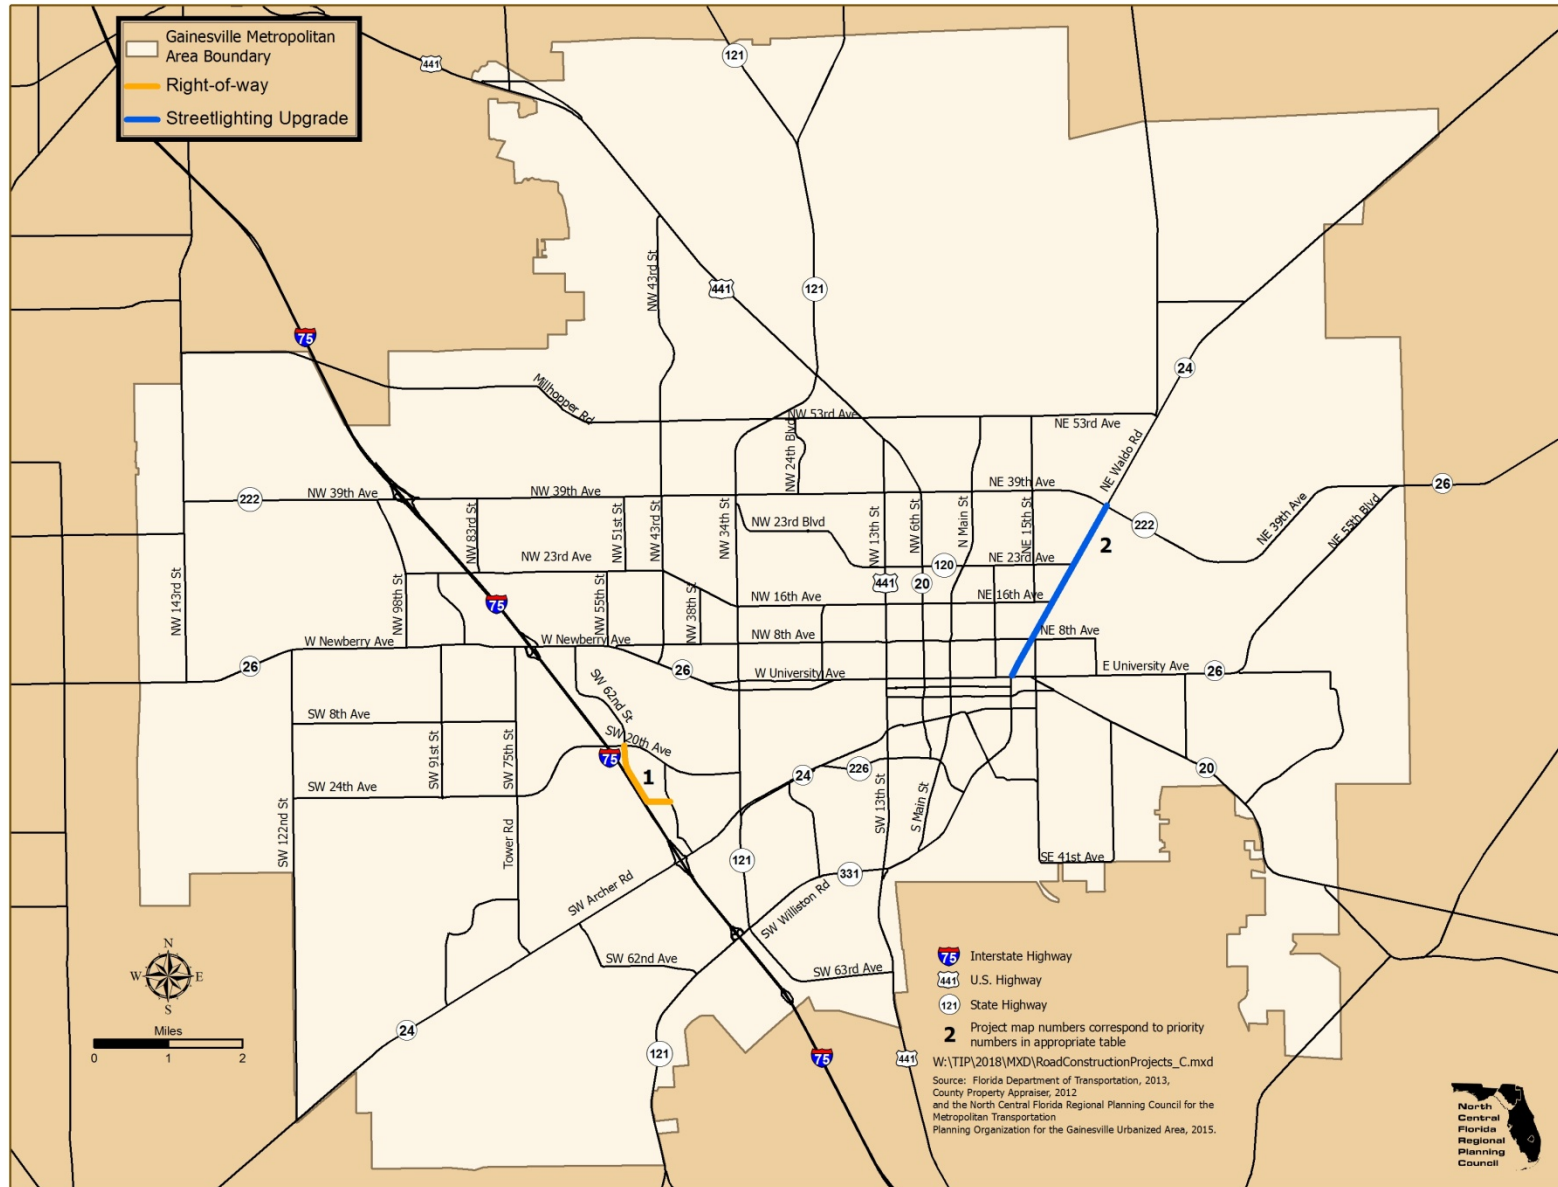 Gainesville Metropolitan
Area Boundary
Right-of-way
Streetlighting Upgrade
441
121
75
NW 43rd St
441
121
24
Millhopper Rd
NW 53rd Ave
NE 53rd Ave
NW 24th Blvd
NE Waldo Rd
222
NW 39th Ave
NW 39th Ave
NE 39th Ave
26
222
NE 39th Ave
NE 55th Blvd
NW 83rd St
NW 51st St
NW 43rd St
NW 34th St
NW 23rd Blvd
NW 13th St
NW 6th St
N Main St
NE 15th St
2
NW 23rd Ave
120
NE 23rd Ave
441
20
NW 143rd St
NW 98th St
75
NW 55th St
NW 38th St
NW 16th Ave
NE 16th Ave
W Newberry Ave
W Newberry Ave
NW 8th Ave
NE 8th Ave
26
26
W University Ave
E University Ave
26
SW 62nd St
SW 8th Ave
SW 91st St
SW 75th St
SW 20th Ave
75
1
24
226
20
SW 24th Ave
SW 122nd St
Tower Rd
SW 13th St
S Main St
121
331
SE 41st Ave
SW Archer Rd
SW Williston Rd
SW 62nd Ave
SW 63rd Ave
24
121
75
441
N
W
E
S
Miles
0
1
2
75
Interstate Highway
441
U.S. Highway
121
State Highway
2
Project map numbers correspond to priority
numbers in appropriate table
W:\TIP\2018\MXD\RoadConstructionProjects_C.mxd
Source: Florida Department of Transportation, 2013,
County Property Appraiser, 2012
and the North Central Florida Regional Planning Council for the
Metropolitan Transportation
Planning Organization for the Gainesville Urbanized Area, 2015.
North
Central
Florida
Regional
Planning
Council